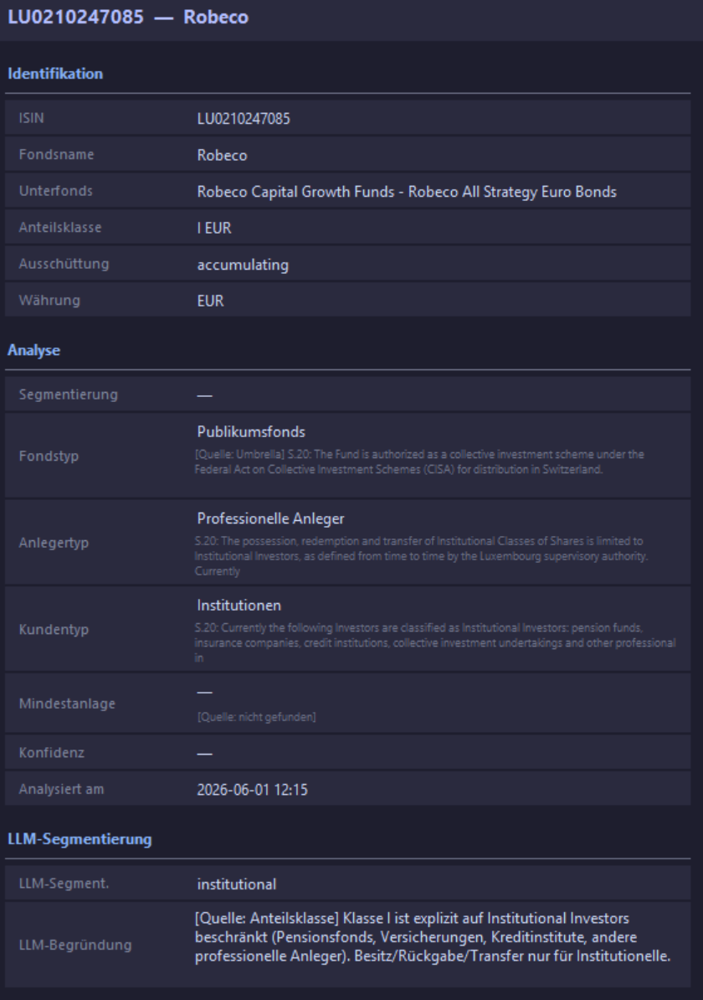 LU0210247085 — Robeco
Identifikation
ISIN LU0210247085
Fondsname Robeco
Unterfonds Robeco Capital Growth Funds - Robeco All Strategy Euro Bonds
Anteilsklasse I EUR
Ausschüttung accumulating
Währung EUR
Analyse
Segmentierung —
Fondstyp Publikumsfonds
[Quelle: Umbrella] S.20: The Fund is authorized as a collective investment scheme under the
Federal Act on Collective Investment Schemes (CISA) for distribution in Switzerland.
Anlegertyp Professionelle Anleger
S.20: The possession, redemption and transfer of Institutional Classes of Shares is limited to
Institutional Investors, as defined from time to time by the Luxembourg supervisory authority.
Currently
Kundentyp Institutionen
S.20: Currently the following Investors are classified as Institutional Investors: pension funds,
insurance companies, credit institutions, collective investment undertakings and other professional
in
Mindestanlage —
[Quelle: nicht gefunden]
Konfidenz —
Analysiert am 2026-06-01 12:15
LLM-Segmentierung
LLM-Segment. institutional
LLM-Begründung [Quelle: Anteilsklasse] Klasse I ist explizit auf Institutional Investors
beschränkt (Pensionsfonds, Versicherungen, Kreditinstitute, andere
professionelle Anleger). Besitz/Rückgabe/Transfer nur für Institutionelle.